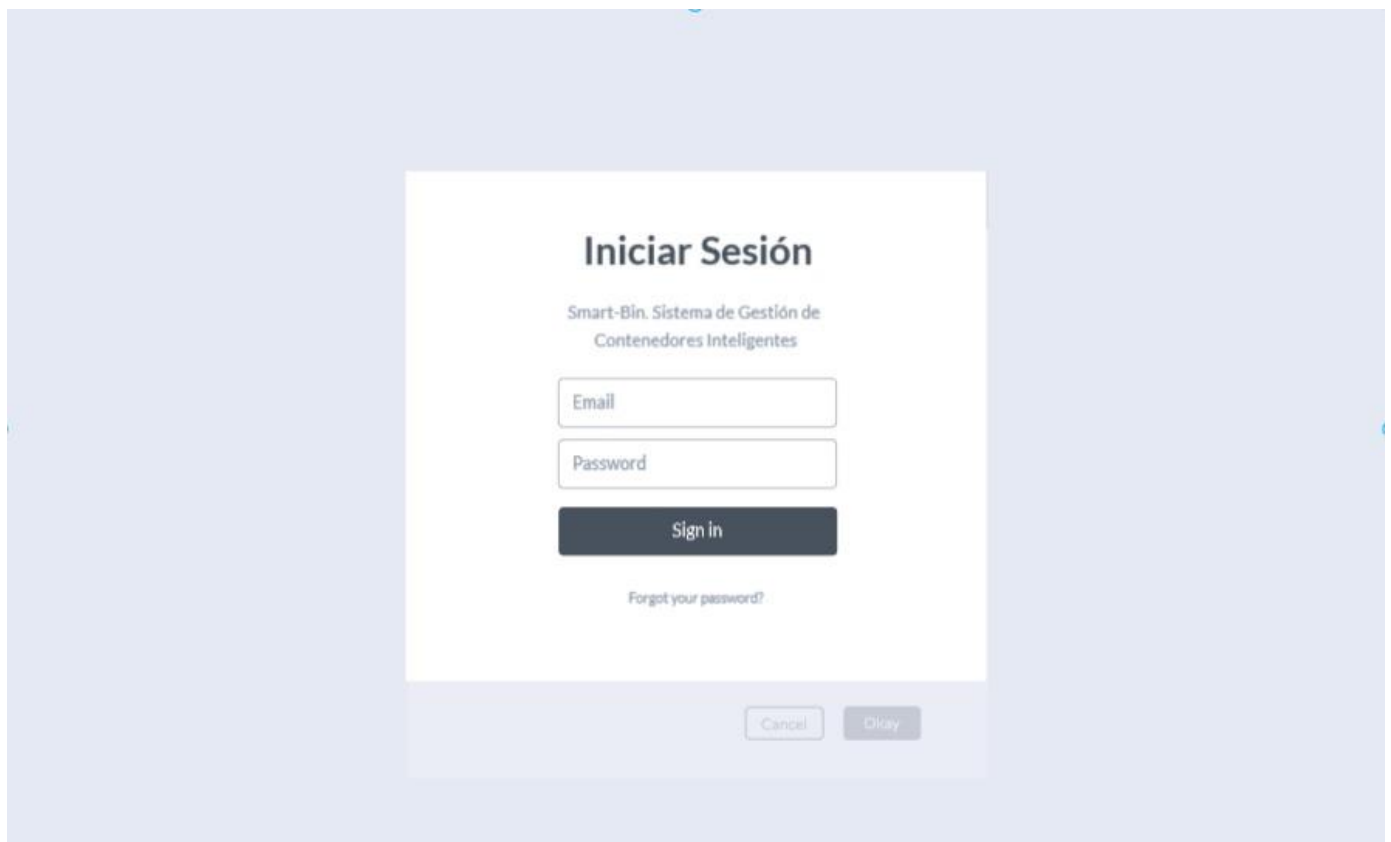 Iniciar Sesión
Smart-Bin. Sistema de Gestión de
Contenedores Inteligentes
Email
Password
Sign in
Forgot your password?
Cancel Okay